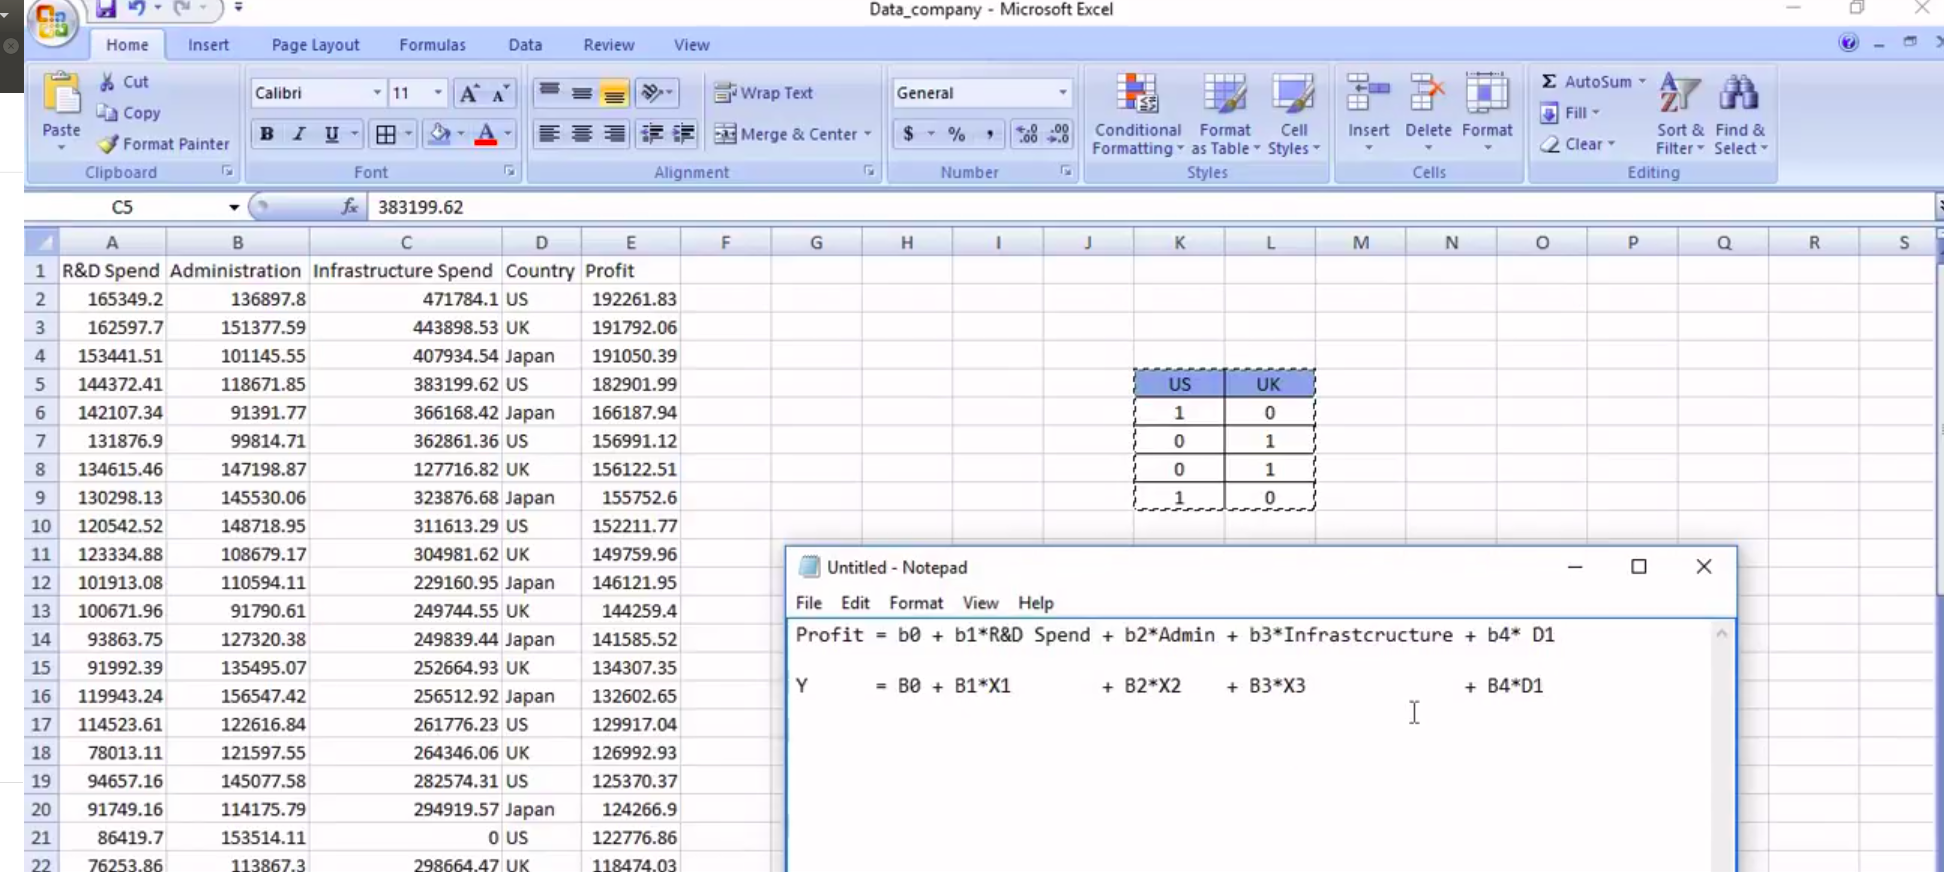 Data_company - Microsoft Excel
Home Insert Page Layout Formulas Data Review View
Paste
Cut
Copy
Format Painter
Clipboard
Calibri 11
B I U
Font
Wrap Text
Merge & Center
Alignment
General
$ % ,
Number
Conditional Formatting
Format as Table
Cell Styles
Styles
Insert Delete Format
Cells
Σ AutoSum
Fill
Clear
Sort & Filter
Find & Select
Editing
C5 fx 383199.62
A B C D E F G H I J K L M N O P Q R S
1 R&D Spend Administration Infrastructure Spend Country Profit
2 165349.2 136897.8 471784.1 US 192261.83
3 162597.7 151377.59 443898.53 UK 191792.06
4 153441.51 101145.55 407934.54 Japan 191050.39
5 144372.41 118671.85 383199.62 US 182901.99 US UK
6 142107.34 91391.77 366168.42 Japan 166187.94 1 0
7 131876.9 99814.71 362861.36 US 156991.12 0 1
8 134615.46 147198.87 127716.82 UK 156122.51 0 1
9 130298.13 145530.06 323876.68 Japan 155752.6 1 0
10 120542.52 148718.95 311613.29 US 152211.77
11 123334.88 108679.17 304981.62 UK 149759.96
12 101913.08 110594.11 229160.95 Japan 146121.95
13 100671.96 91790.61 249744.55 UK 144259.4
14 93863.75 127320.38 249839.44 Japan 141585.52
15 91992.39 135495.07 252664.93 UK 134307.35
16 119943.24 156547.42 256512.92 Japan 132602.65
17 114523.61 122616.84 261776.23 US 129917.04
18 78013.11 121597.55 264346.06 UK 126992.93
19 94657.16 145077.58 282574.31 US 125370.37
20 91749.16 114175.79 294919.57 Japan 124266.9
21 86419.7 153514.11 0 US 122776.86
22 76253.86 113867.3 298664.47 UK 118474.03
Untitled - Notepad
File Edit Format View Help
Profit = b0 + b1*R&D Spend + b2*Admin + b3*Infrastcructure + b4* D1
Y = B0 + B1*X1 + B2*X2 + B3*X3 + B4*D1